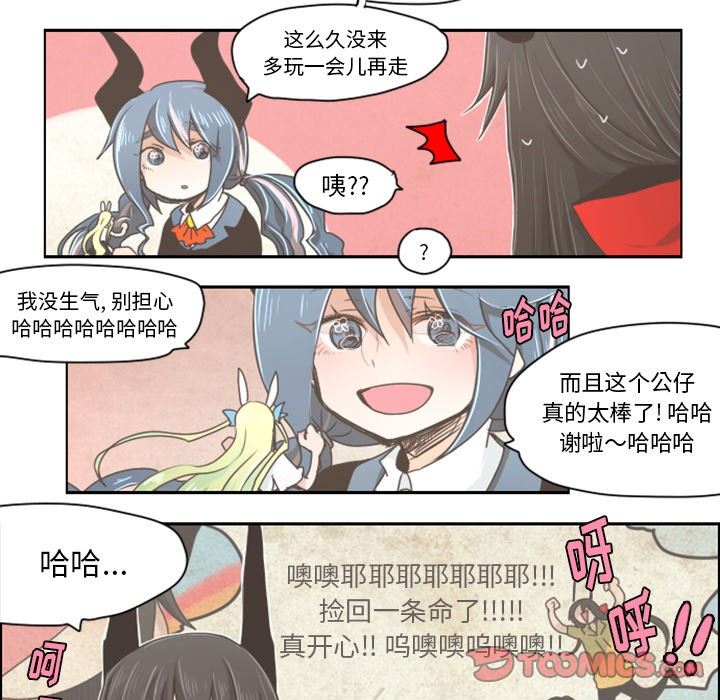 这么久没来
多玩一会儿再走
咦??
?
我没生气, 别担心
哈哈哈哈哈哈哈哈
哈哈
而且这个公仔
真的太棒了! 哈哈
谢啦～哈哈哈
哈哈...
噢噢耶耶耶耶耶耶耶!!!
捡回一条命了!!!!!
真开心!! 呜噢噢呜噢噢!!
呀
呼!!
呵
TOOMICS.COM